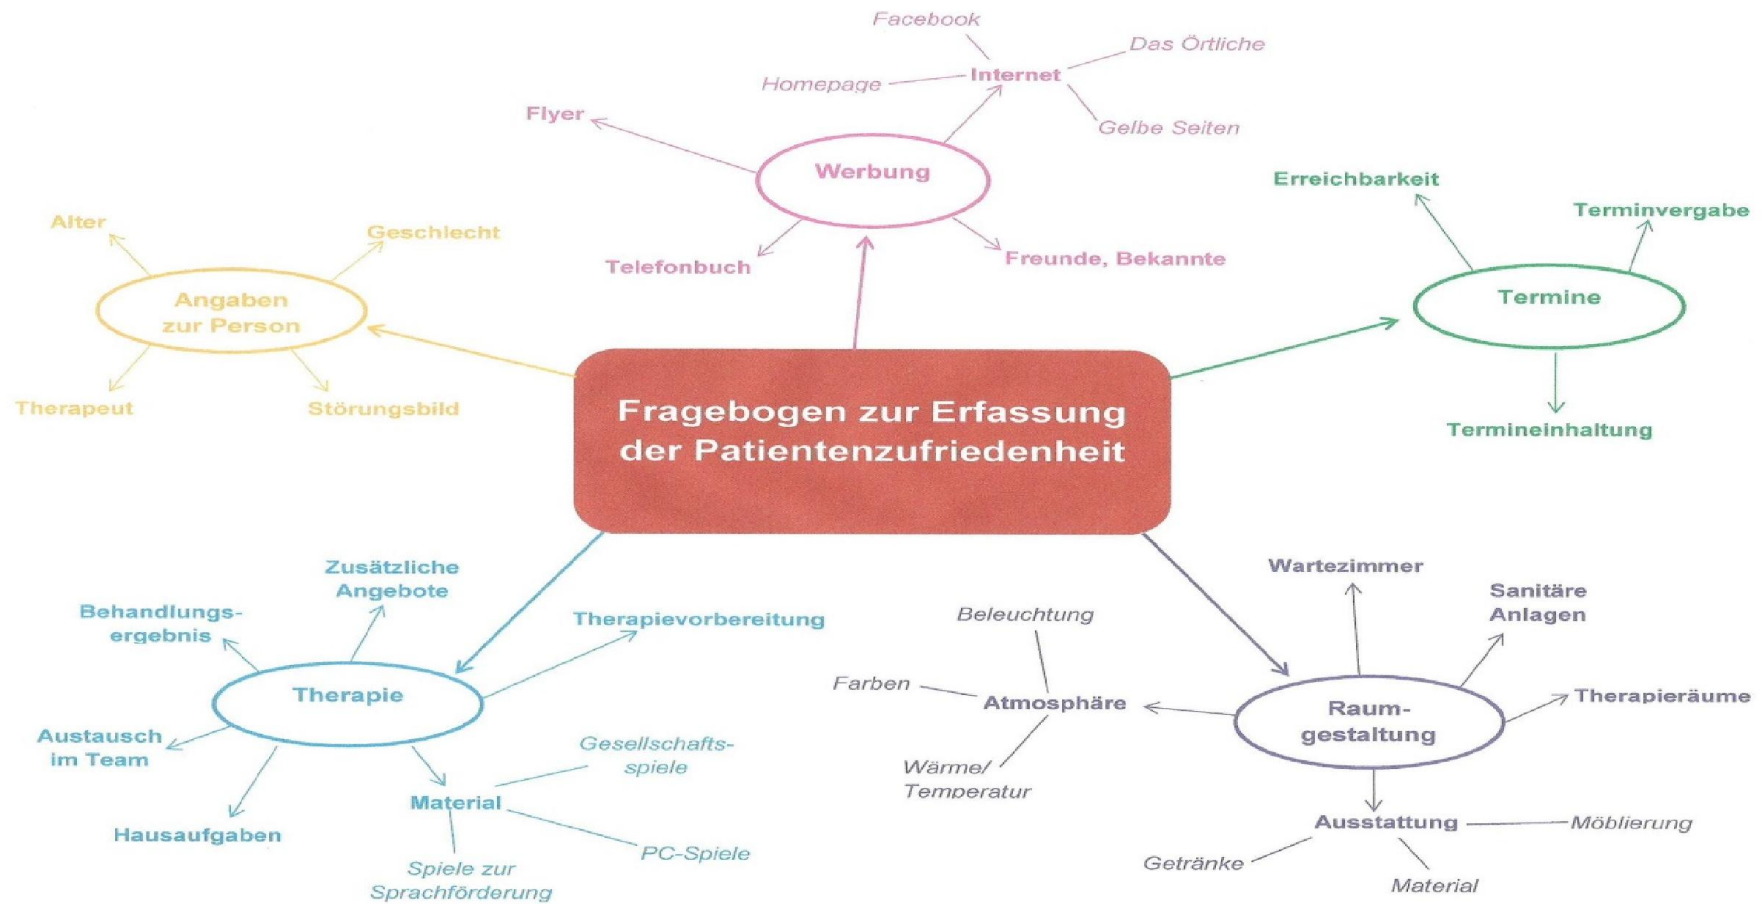 Facebook
Das Örtliche
Homepage
Internet
Flyer
Gelbe Seiten
Werbung
Telefonbuch
Freunde, Bekannte
Erreichbarkeit
Terminvergabe
Termine
Termineinhaltung
Alter
Geschlecht
Angaben
zur Person
Therapeut
Störungsbild
Fragebogen zur Erfassung
der Patientenzufriedenheit
Zusätzliche
Angebote
Behandlungs-
ergebnis
Therapievorbereitung
Therapie
Austausch
im Team
Hausaufgaben
Material
Gesellschafts-
spiele
PC-Spiele
Spiele zur
Sprachförderung
Wartezimmer
Sanitäre
Anlagen
Therapieräume
Raum-
gestaltung
Beleuchtung
Farben
Atmosphäre
Wärme/
Temperatur
Ausstattung
Möblierung
Getränke
Material